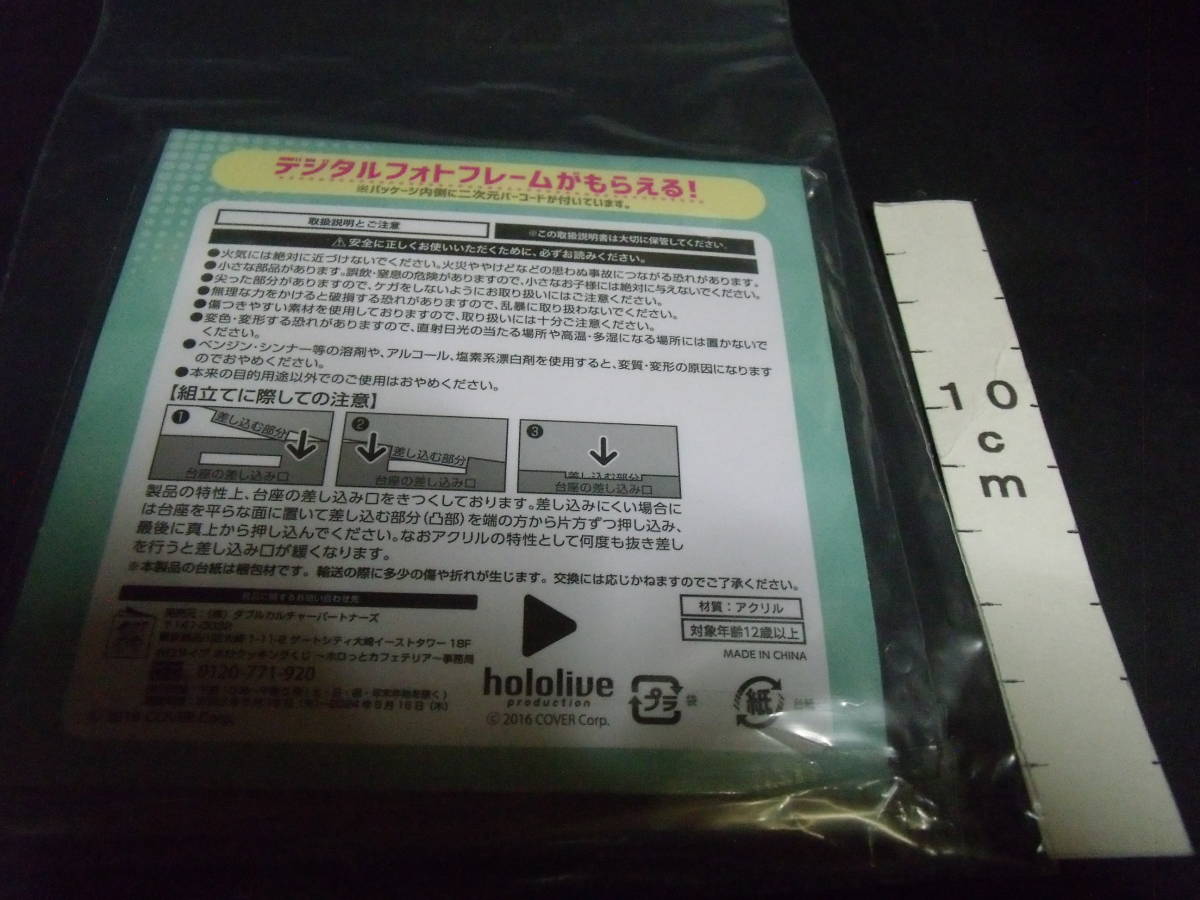 デジタルフォトフレームがもらえる!
※パッケージ内側に二次元バーコードが付いています。
取扱説明とご注意
※この取扱説明書は大切に保管してください。
⚠安全に正しくお使いいただくために、必ずお読みください。
●火気には絶対に近づけないでください。火災ややけどなどの思わぬ事故につながる恐れがあります。
●小さな部品があります。誤飲・窒息の危険がありますので、小さなお子様には絶対に与えないでください。
●尖った部分がありますので、ケガをしないようにお取り扱いにはご注意ください。
●無理な力をかけると破損する恐れがありますので、乱暴に取り扱わないでください。
●傷つきやすい素材を使用しておりますので、取り扱いには十分ご注意ください。
●変色・変形する恐れがありますので、直射日光の当たる場所や高温・多湿になる場所には置かないで
ください。
●ベンジン・シンナー等の溶剤や、アルコール、塩素系漂白剤を使用すると、変質・変形の原因になります
のでおやめください。
●本来の目的用途以外でのご使用はおやめください。
【組立てに際しての注意】
❶
差し込む部分
台座の差し込み口
❷
差し込む部分
台座の差し込み口
❸
差し込む部分
台座の差し込み口
製品の特性上、台座の差し込み口をきつくしております。差し込みにくい場合に
は台座を平らな面に置いて差し込む部分(凸部)を端の方から片方ずつ押し込み、
最後に真上から押し込んでください。なおアクリルの特性として何度も抜き差し
を行うと差し込み口が緩くなります。
※本製品の台紙は梱包材です。輸送の際に多少の傷や折れが生じます。交換には応じかねますのでご了承ください。
(株)ダブルカルチャーパートナーズ
ゲートシティ大崎イーストタワー 18F
〜ホロっとカフェテリア〜事務局
0120-771-920
© 2016 COVER Corp.
hololive
production
© 2016 COVER Corp.
材質:アクリル
対象年齢12歳以上
MADE IN CHINA
プラ
袋
紙
台紙
10
c
m